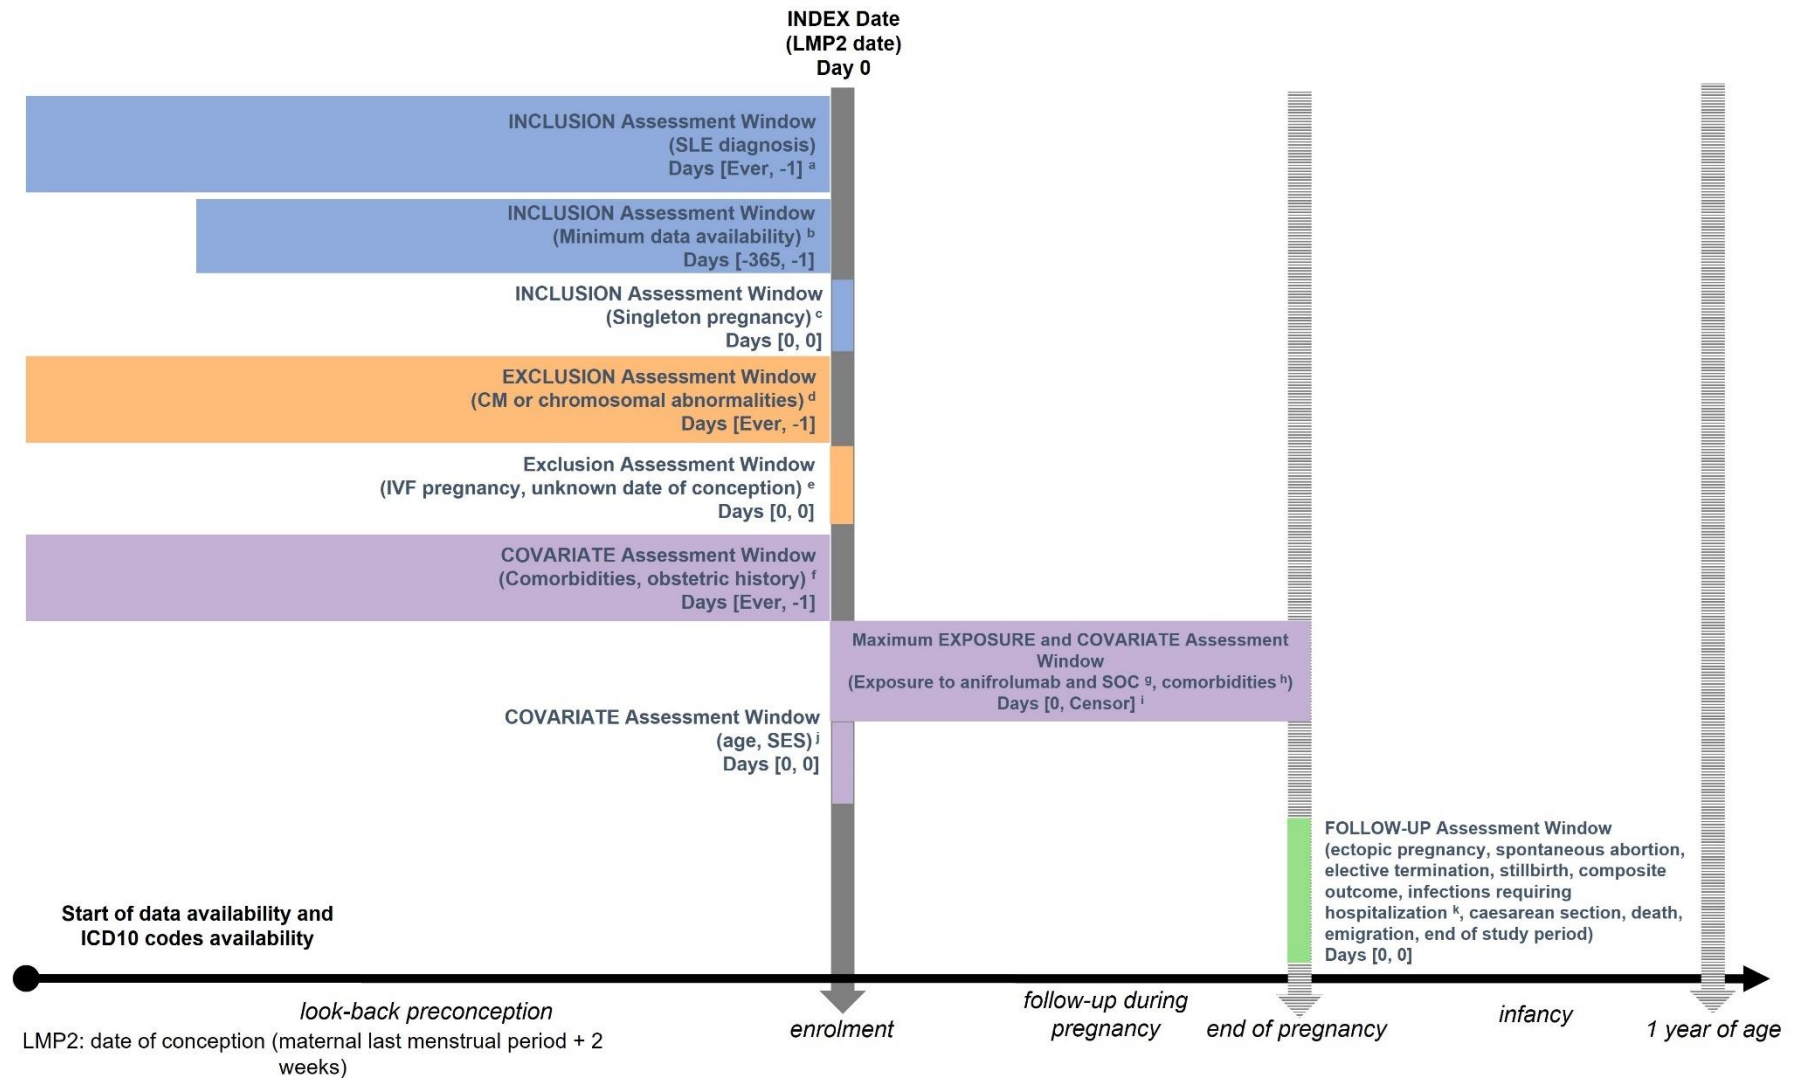 INDEX Date
(LMP2 date)
Day 0
INCLUSION Assessment Window
(SLE diagnosis)
Days [Ever, -1] ᵃ
INCLUSION Assessment Window
(Minimum data availability) ᵇ
Days [-365, -1]
INCLUSION Assessment Window
(Singleton pregnancy) ᶜ
Days [0, 0]
EXCLUSION Assessment Window
(CM or chromosomal abnormalities) ᵈ
Days [Ever, -1]
Exclusion Assessment Window
(IVF pregnancy, unknown date of conception) ᵉ
Days [0, 0]
COVARIATE Assessment Window
(Comorbidities, obstetric history) ᶠ
Days [Ever, -1]
Maximum EXPOSURE and COVARIATE Assessment
Window
(Exposure to anifrolumab and SOC ᵍ, comorbidities ʰ)
Days [0, Censor] ⁱ
COVARIATE Assessment Window
(age, SES) ʲ
Days [0, 0]
FOLLOW-UP Assessment Window
(ectopic pregnancy, spontaneous abortion,
elective termination, stillbirth, composite
outcome, infections requiring
hospitalization ᵏ, caesarean section, death,
emigration, end of study period)
Days [0, 0]
Start of data availability and
ICD10 codes availability
look-back preconception
enrolment
follow-up during
pregnancy
end of pregnancy
infancy
1 year of age
LMP2: date of conception (maternal last menstrual period + 2
weeks)